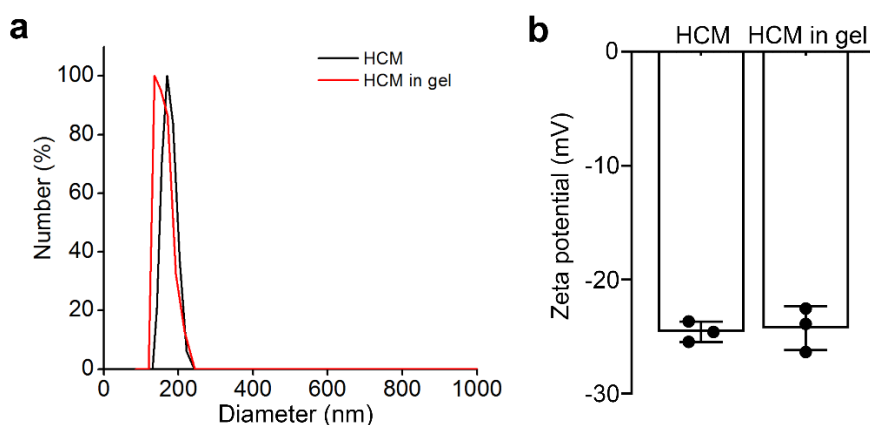 a
HCM
HCM in gel
Number (%)
100
80
60
40
20
0
0 200 400 600 800 1000
Diameter (nm)
b
HCM HCM in gel
Zeta potential (mV)
0
-10
-20
-30